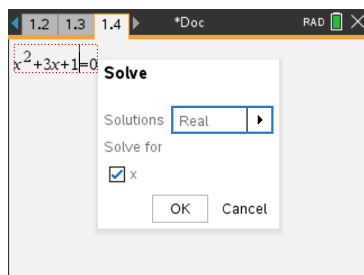 1.2 1.3 1.4 *Doc RAD
x²+3x+1=0
Solve
Solutions Real
Solve for
x
OK Cancel